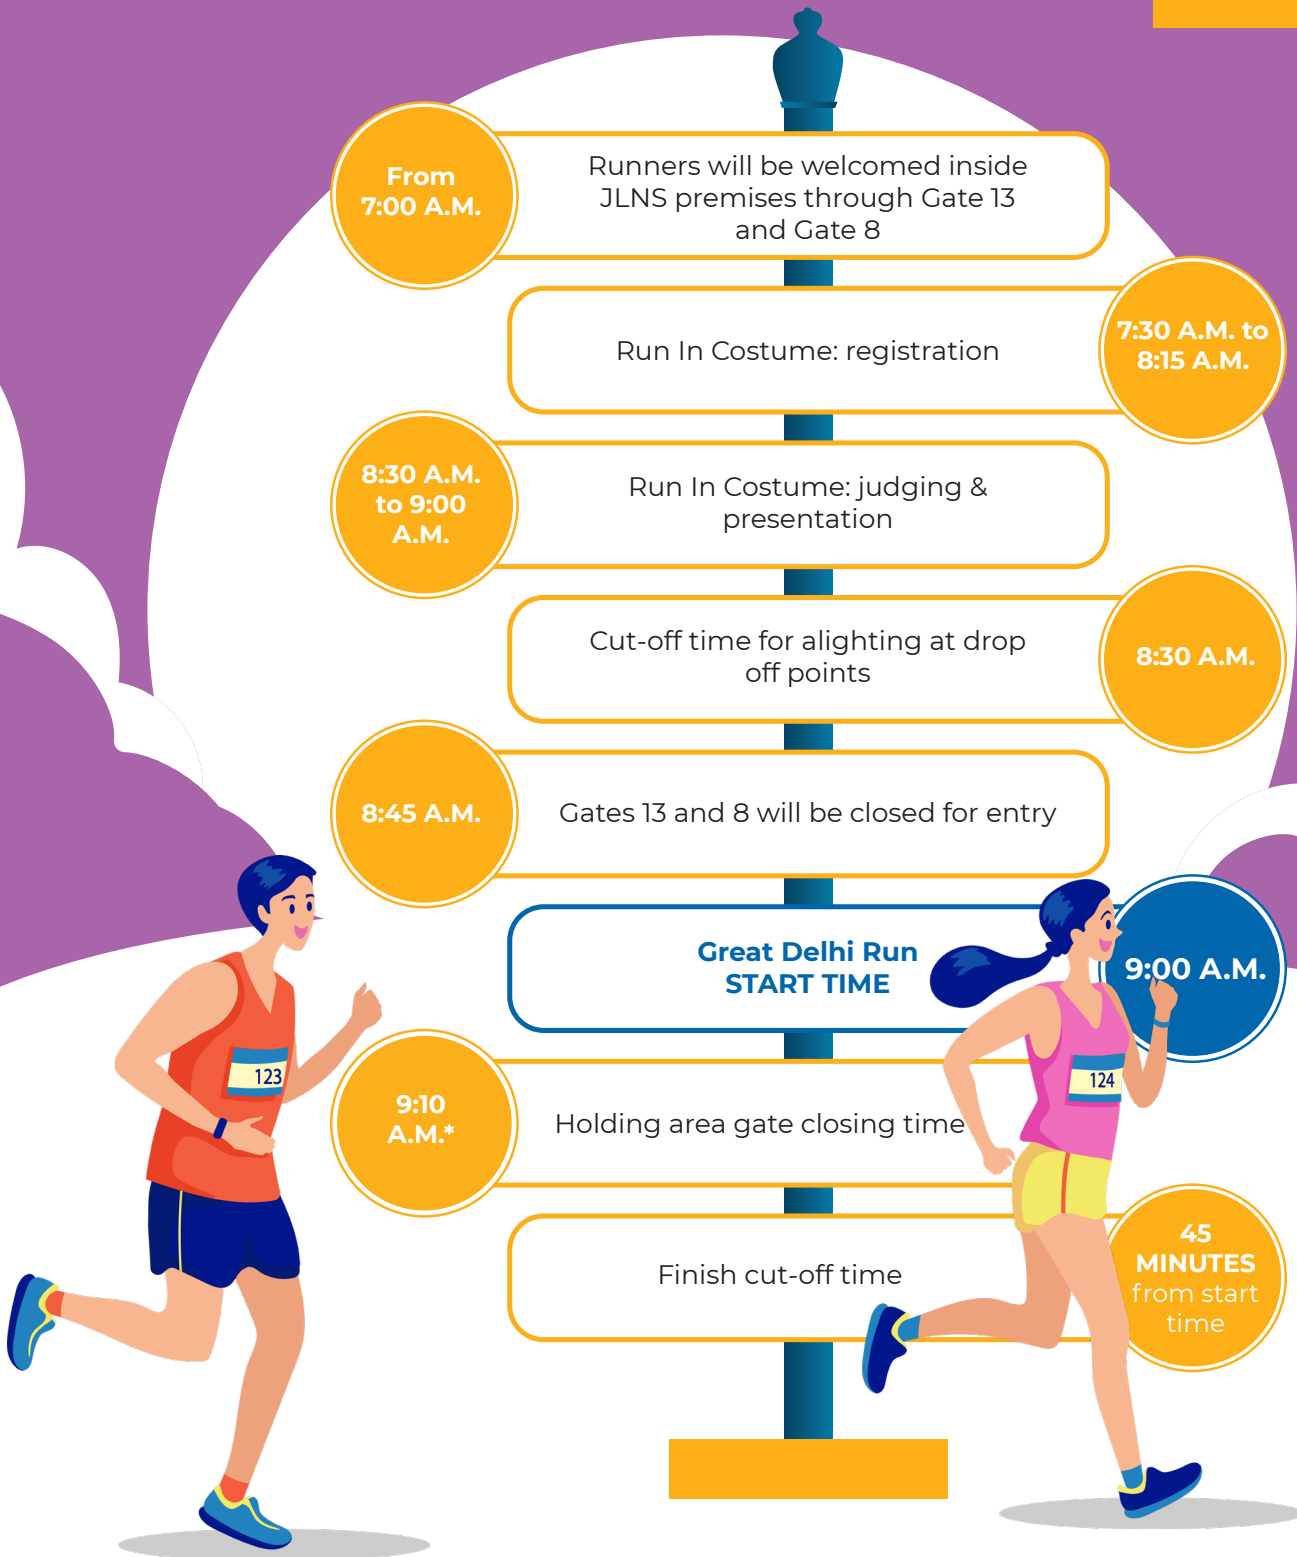 From
7:00 A.M.
Runners will be welcomed inside
JLNS premises through Gate 13
and Gate 8
Run In Costume: registration
7:30 A.M. to
8:15 A.M.
8:30 A.M.
to 9:00
A.M.
Run In Costume: judging &
presentation
Cut-off time for alighting at drop
off points
8:30 A.M.
8:45 A.M.
Gates 13 and 8 will be closed for entry
Great Delhi Run
START TIME
9:00 A.M.
123
124
9:10
A.M.*
Holding area gate closing time
Finish cut-off time
45
MINUTES
from start
time